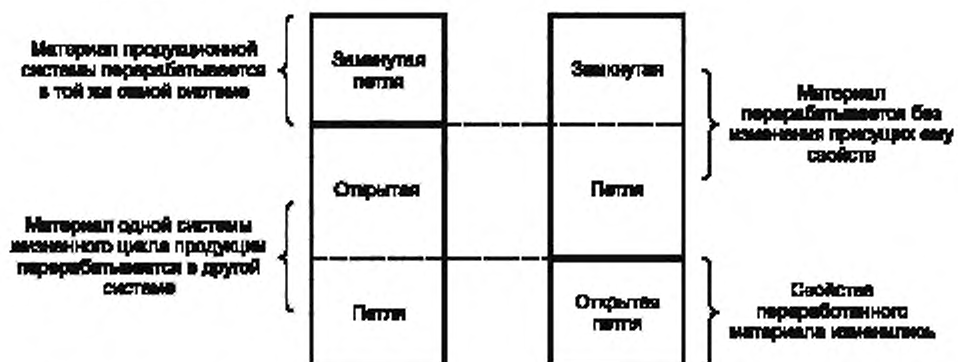 Материал продукционной
системы перерабатывается
в той же самой системе
Замкнутая
петля
Замкнутая
Материал
перерабатывается без
изменения присущих ему
свойств
Открытая
Петля
Материал одной системы
жизненного цикла продукции
перерабатывается в другой
системе
Петля
Открытая
петля
Свойства
переработанного
материала изменились